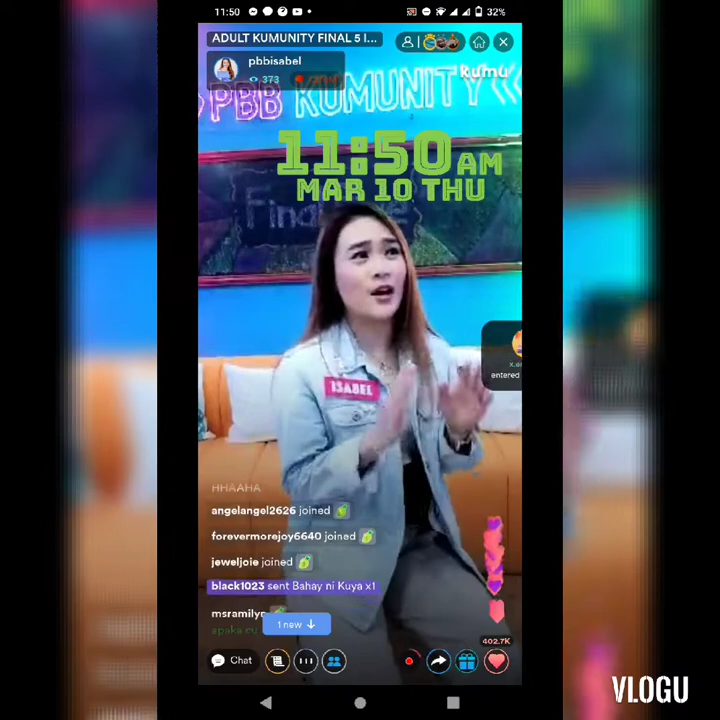 11:50
32%
ADULT KUMUNITY FINAL 5 I...
pbbisabel
373
kumu
PBB KUMUNITY
11:50 AM
MAR 10 THU
ISABEL
x.e
entered
HHAAHA
angelangel2626 joined
forevermorejoy6640 joined
jeweljoie joined
black1023 sent Bahay ni Kuya x1
msramilyn
1 new ↓
402.7K
Chat
VLOGU